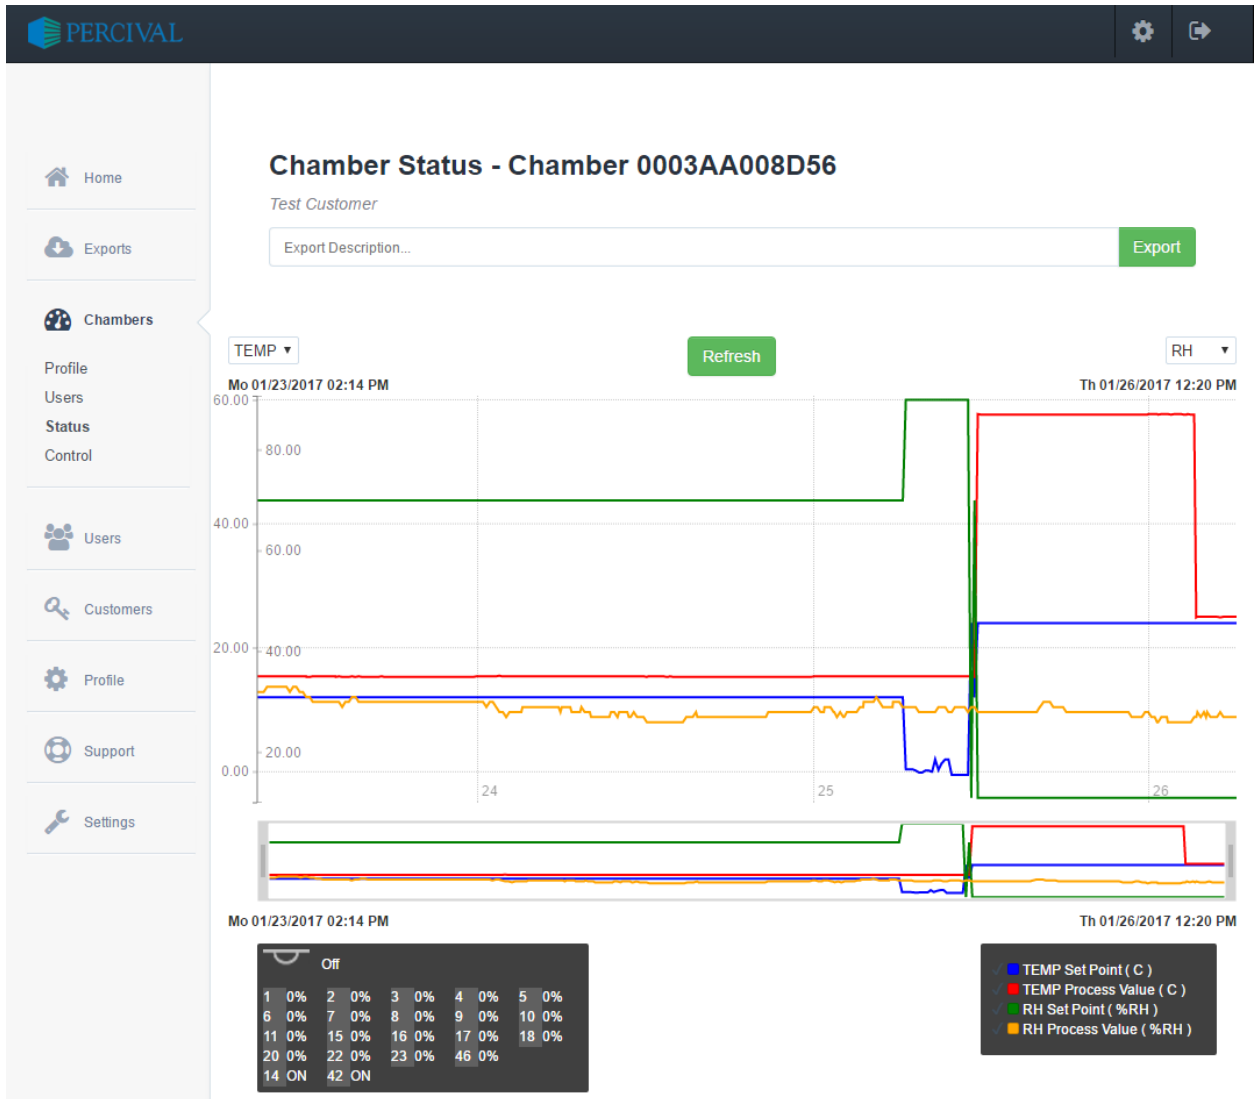 PERCIVAL
Home
Exports
Chambers
Profile
Users
Status
Control
Users
Customers
Profile
Support
Settings
Chamber Status - Chamber 0003AA008D56
Test Customer
Export Description...
Export
TEMP
Refresh
RH
Mo 01/23/2017 02:14 PM
Th 01/26/2017 12:20 PM
60.00
80.00
40.00
60.00
20.00
40.00
20.00
0.00
24
25
26
Mo 01/23/2017 02:14 PM
Th 01/26/2017 12:20 PM
Off
1 0% 2 0% 3 0% 4 0% 5 0%
6 0% 7 0% 8 0% 9 0% 10 0%
11 0% 15 0% 16 0% 17 0% 18 0%
20 0% 22 0% 23 0% 46 0%
14 ON 42 ON
TEMP Set Point ( C )
TEMP Process Value ( C )
RH Set Point ( %RH )
RH Process Value ( %RH )